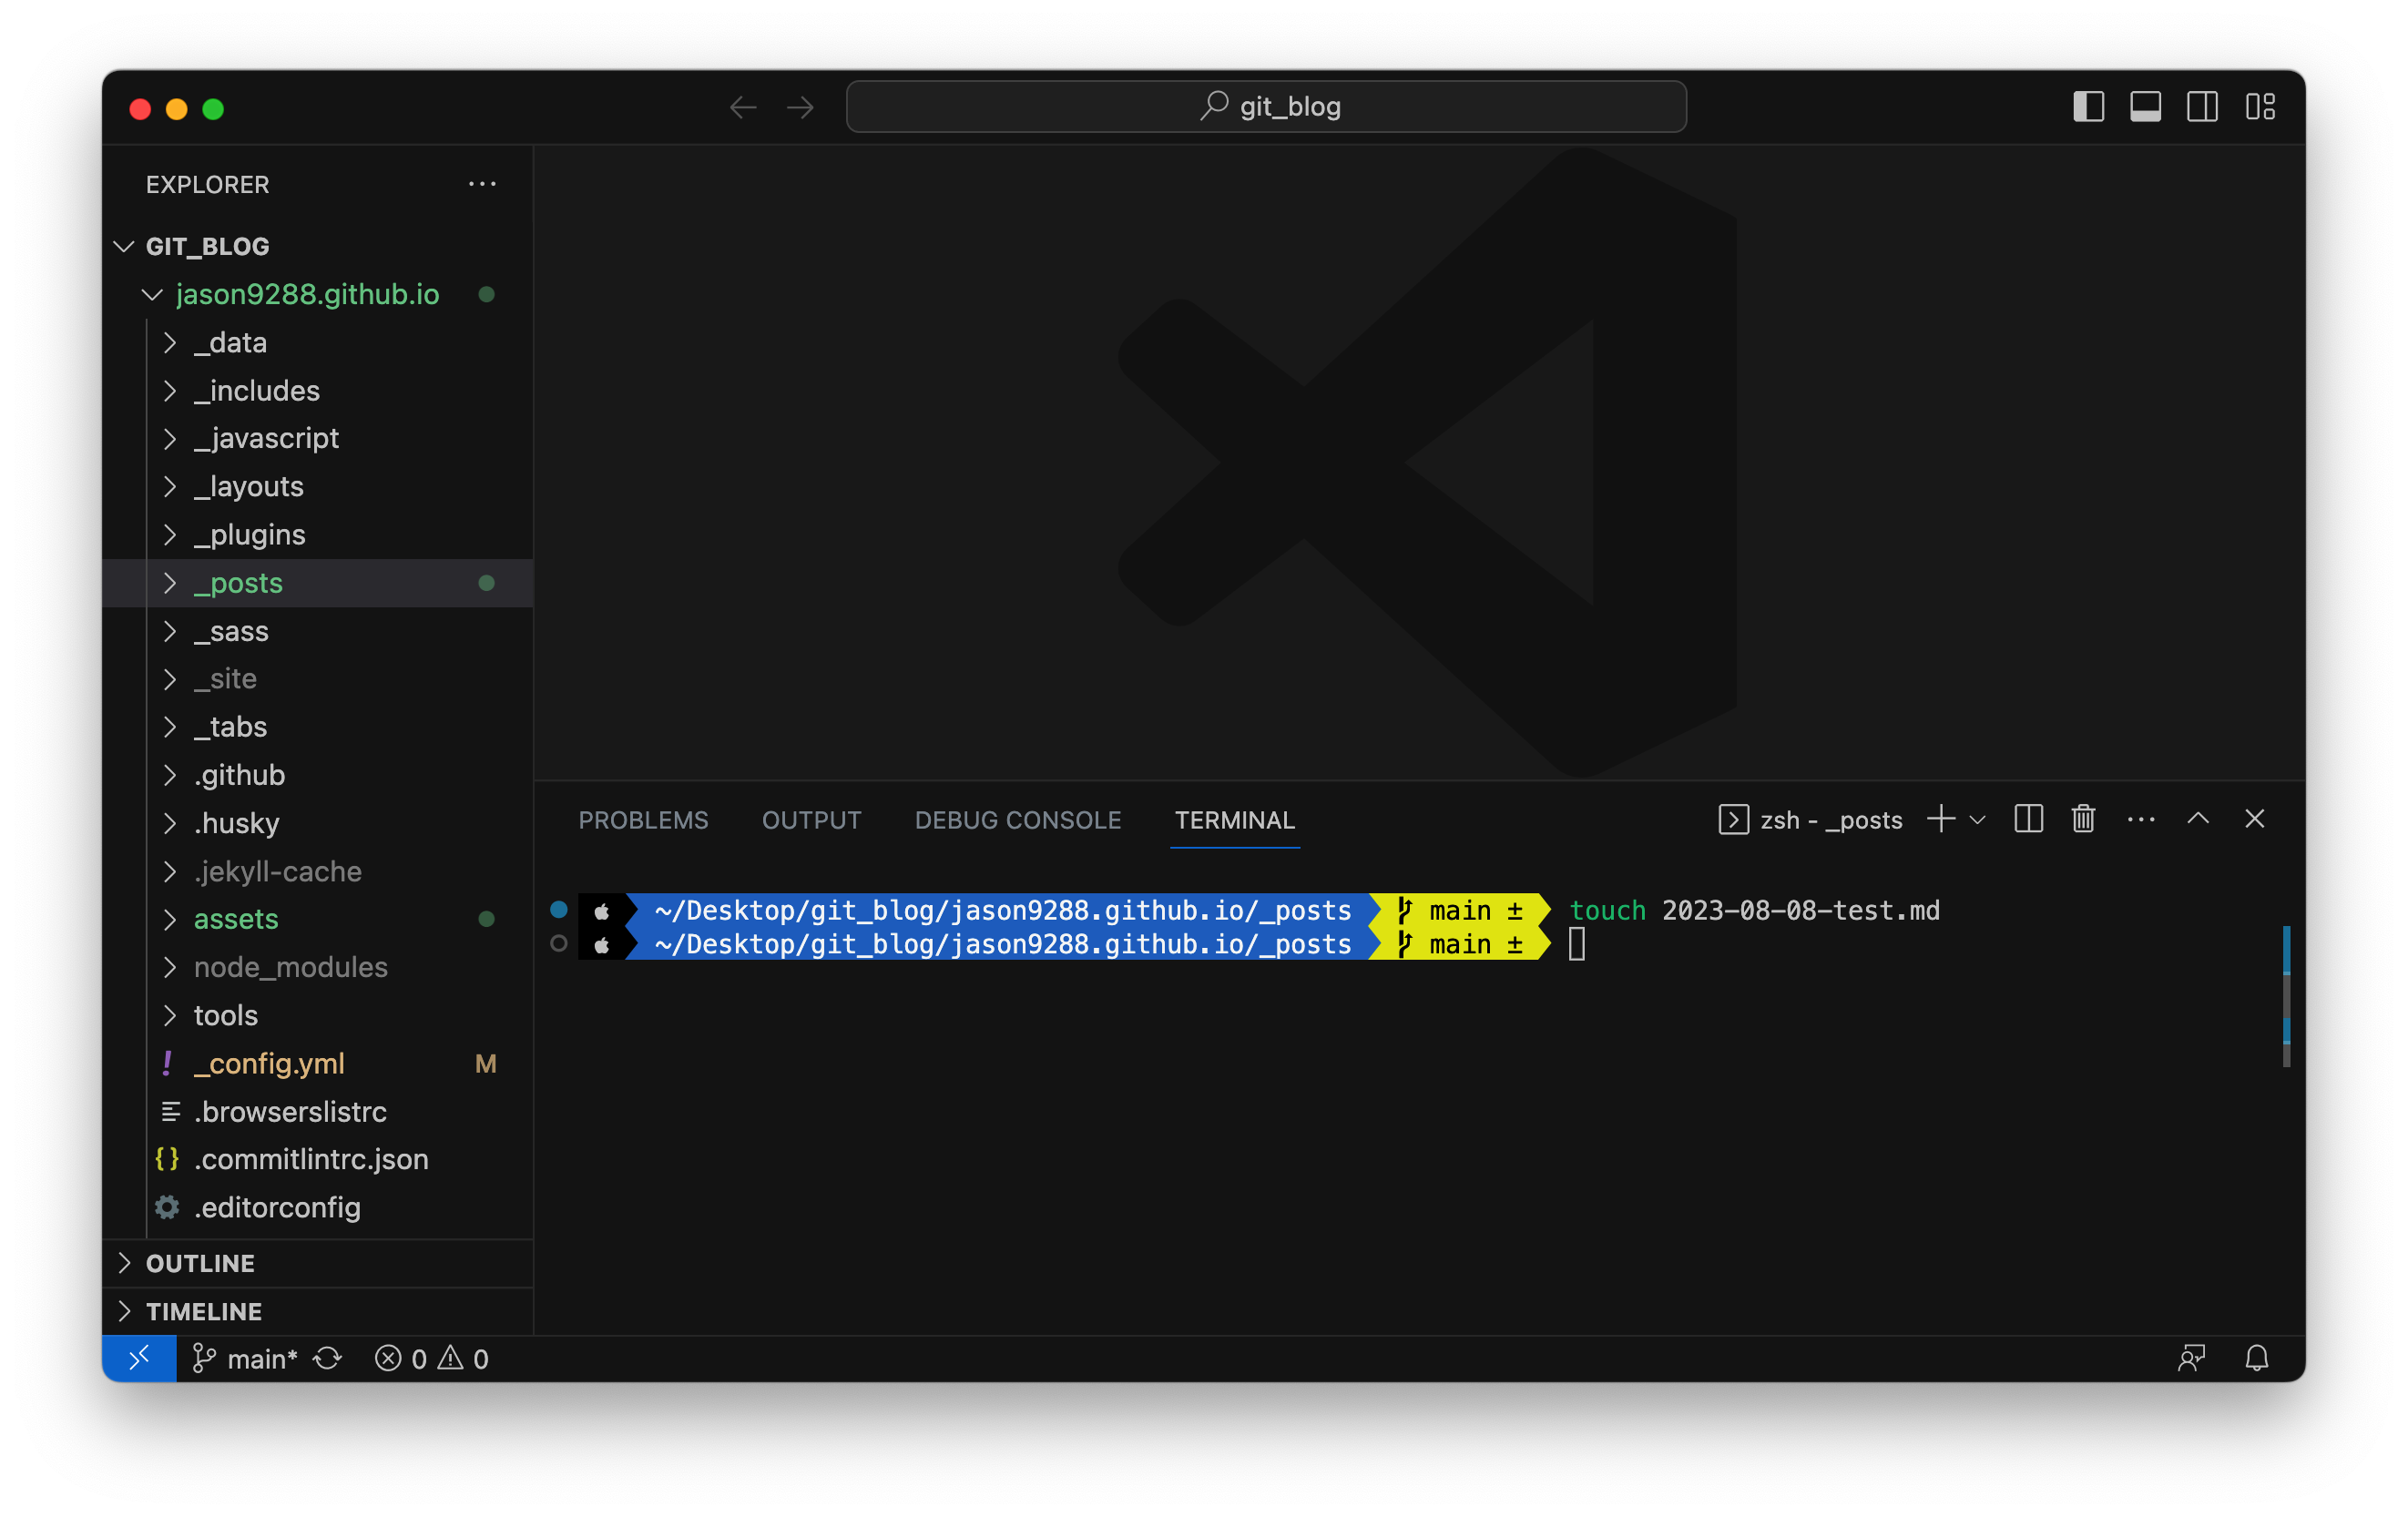 git_blog
EXPLORER
GIT_BLOG
jason9288.github.io
_data
_includes
_javascript
_layouts
_plugins
_posts
_sass
_site
_tabs
.github
.husky
.jekyll-cache
assets
node_modules
tools
! _config.yml M
.browserslistrc
{} .commitlintrc.json
.editorconfig
OUTLINE
TIMELINE
PROBLEMS OUTPUT DEBUG CONSOLE TERMINAL zsh - _posts
~/Desktop/git_blog/jason9288.github.io/_posts main ± touch 2023-08-08-test.md
~/Desktop/git_blog/jason9288.github.io/_posts main ±
main* 0 0